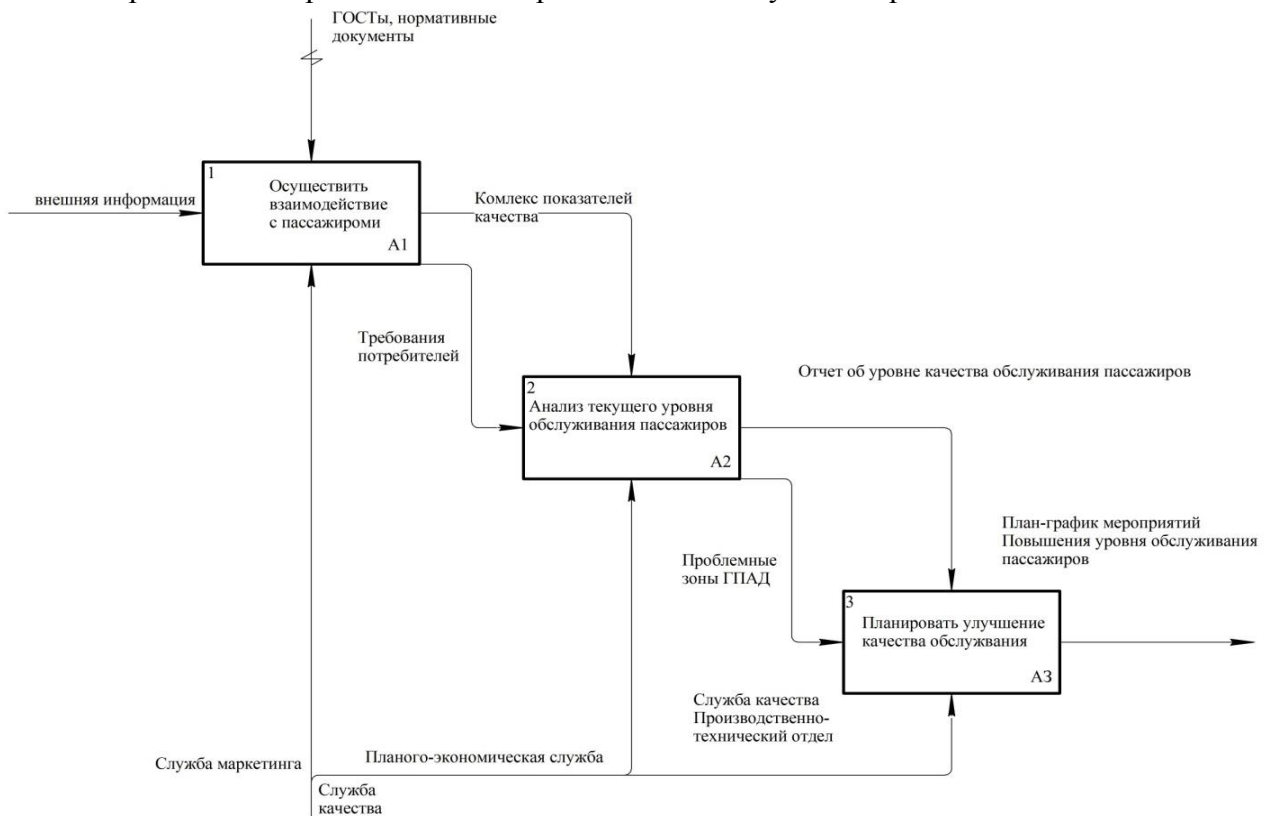 ГОСТы, нормативные
документы
1
Осуществить
взаимодействие
с пассажироми
А1
внешняя информация
Комлекс показателей
качества
Требования
потребителей
2
Анализ текущего уровня
обслуживания пассажиров
А2
Отчет об уровне качества обслуживания пассажиров
План-график мероприятий
Повышения уровня обслуживания
пассажиров
Проблемные
зоны ГПАД
3
Планировать улучшение
качества обслужвания
А3
Служба качества
Производственно-
технический отдел
Служба маркетинга
Планого-экономическая служба
Служба
качества